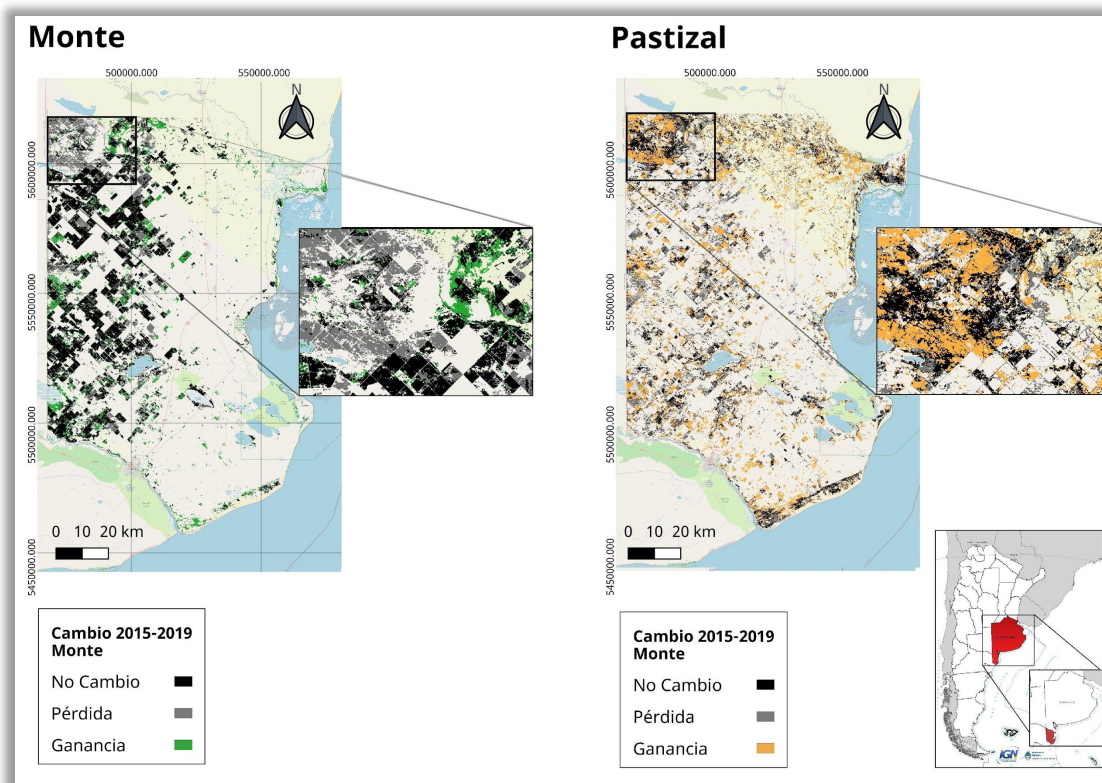 Monte
500000.000 550000.000
N
5600000.000
5550000.000
5500000.000
5450000.000
0 10 20 km
Cambio 2015-2019
Monte
No Cambio
Pérdida
Ganancia
Pastizal
500000.000 550000.000
N
5600000.000
5550000.000
5500000.000
5450000.000
0 10 20 km
Cambio 2015-2019
Monte
No Cambio
Pérdida
Ganancia
IGN